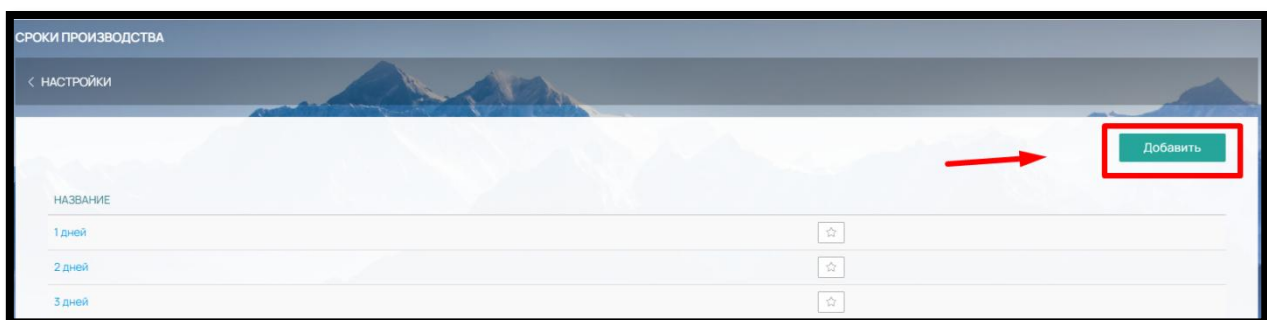 СРОКИ ПРОИЗВОДСТВА
< НАСТРОЙКИ
Добавить
НАЗВАНИЕ
1 дней
2 дней
3 дней